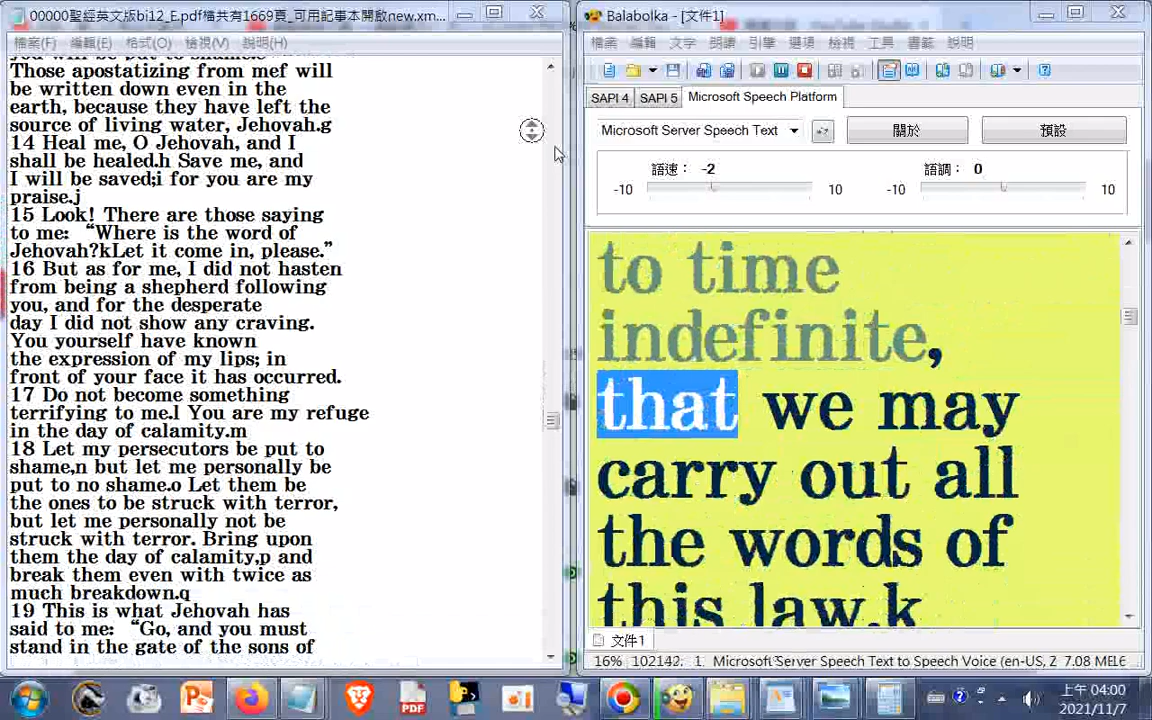 00000聖經英文版bi12_E.pdf檔共有1669頁_可用記事本開啟new.xm...
檔案(F) 編輯(E) 格式(O) 檢視(V) 說明(H)
Those apostatizing from mef will
be written down even in the
earth, because they have left the
source of living water, Jehovah.g
14 Heal me, O Jehovah, and I
shall be healed.h Save me, and
I will be saved;i for you are my
praise.j
15 Look! There are those saying
to me: “Where is the word of
Jehovah?kLet it come in, please.”
16 But as for me, I did not hasten
from being a shepherd following
you, and for the desperate
day I did not show any craving.
You yourself have known
the expression of my lips; in
front of your face it has occurred.
17 Do not become something
terrifying to me.l You are my refuge
in the day of calamity.m
18 Let my persecutors be put to
shame,n but let me personally be
put to no shame.o Let them be
the ones to be struck with terror,
but let me personally not be
struck with terror. Bring upon
them the day of calamity,p and
break them even with twice as
much breakdown.q
19 This is what Jehovah has
said to me: “Go, and you must
stand in the gate of the sons of
Balabolka - [文件1]
檔案 編輯 文字 朗讀 引擎 選項 檢視 工具 書籤 說明
SAPI 4 SAPI 5 Microsoft Speech Platform
Microsoft Server Speech Text 關於 預設
語速： -2 語調： 0
-10 10 -10 10
to time
indefinite,
that we may
carry out all
the words of
this law.k
文件1
16% 102142: 1. Microsoft Server Speech Text to Speech Voice (en-US, 2 7.08 ME
上午 04:00
2021/11/7